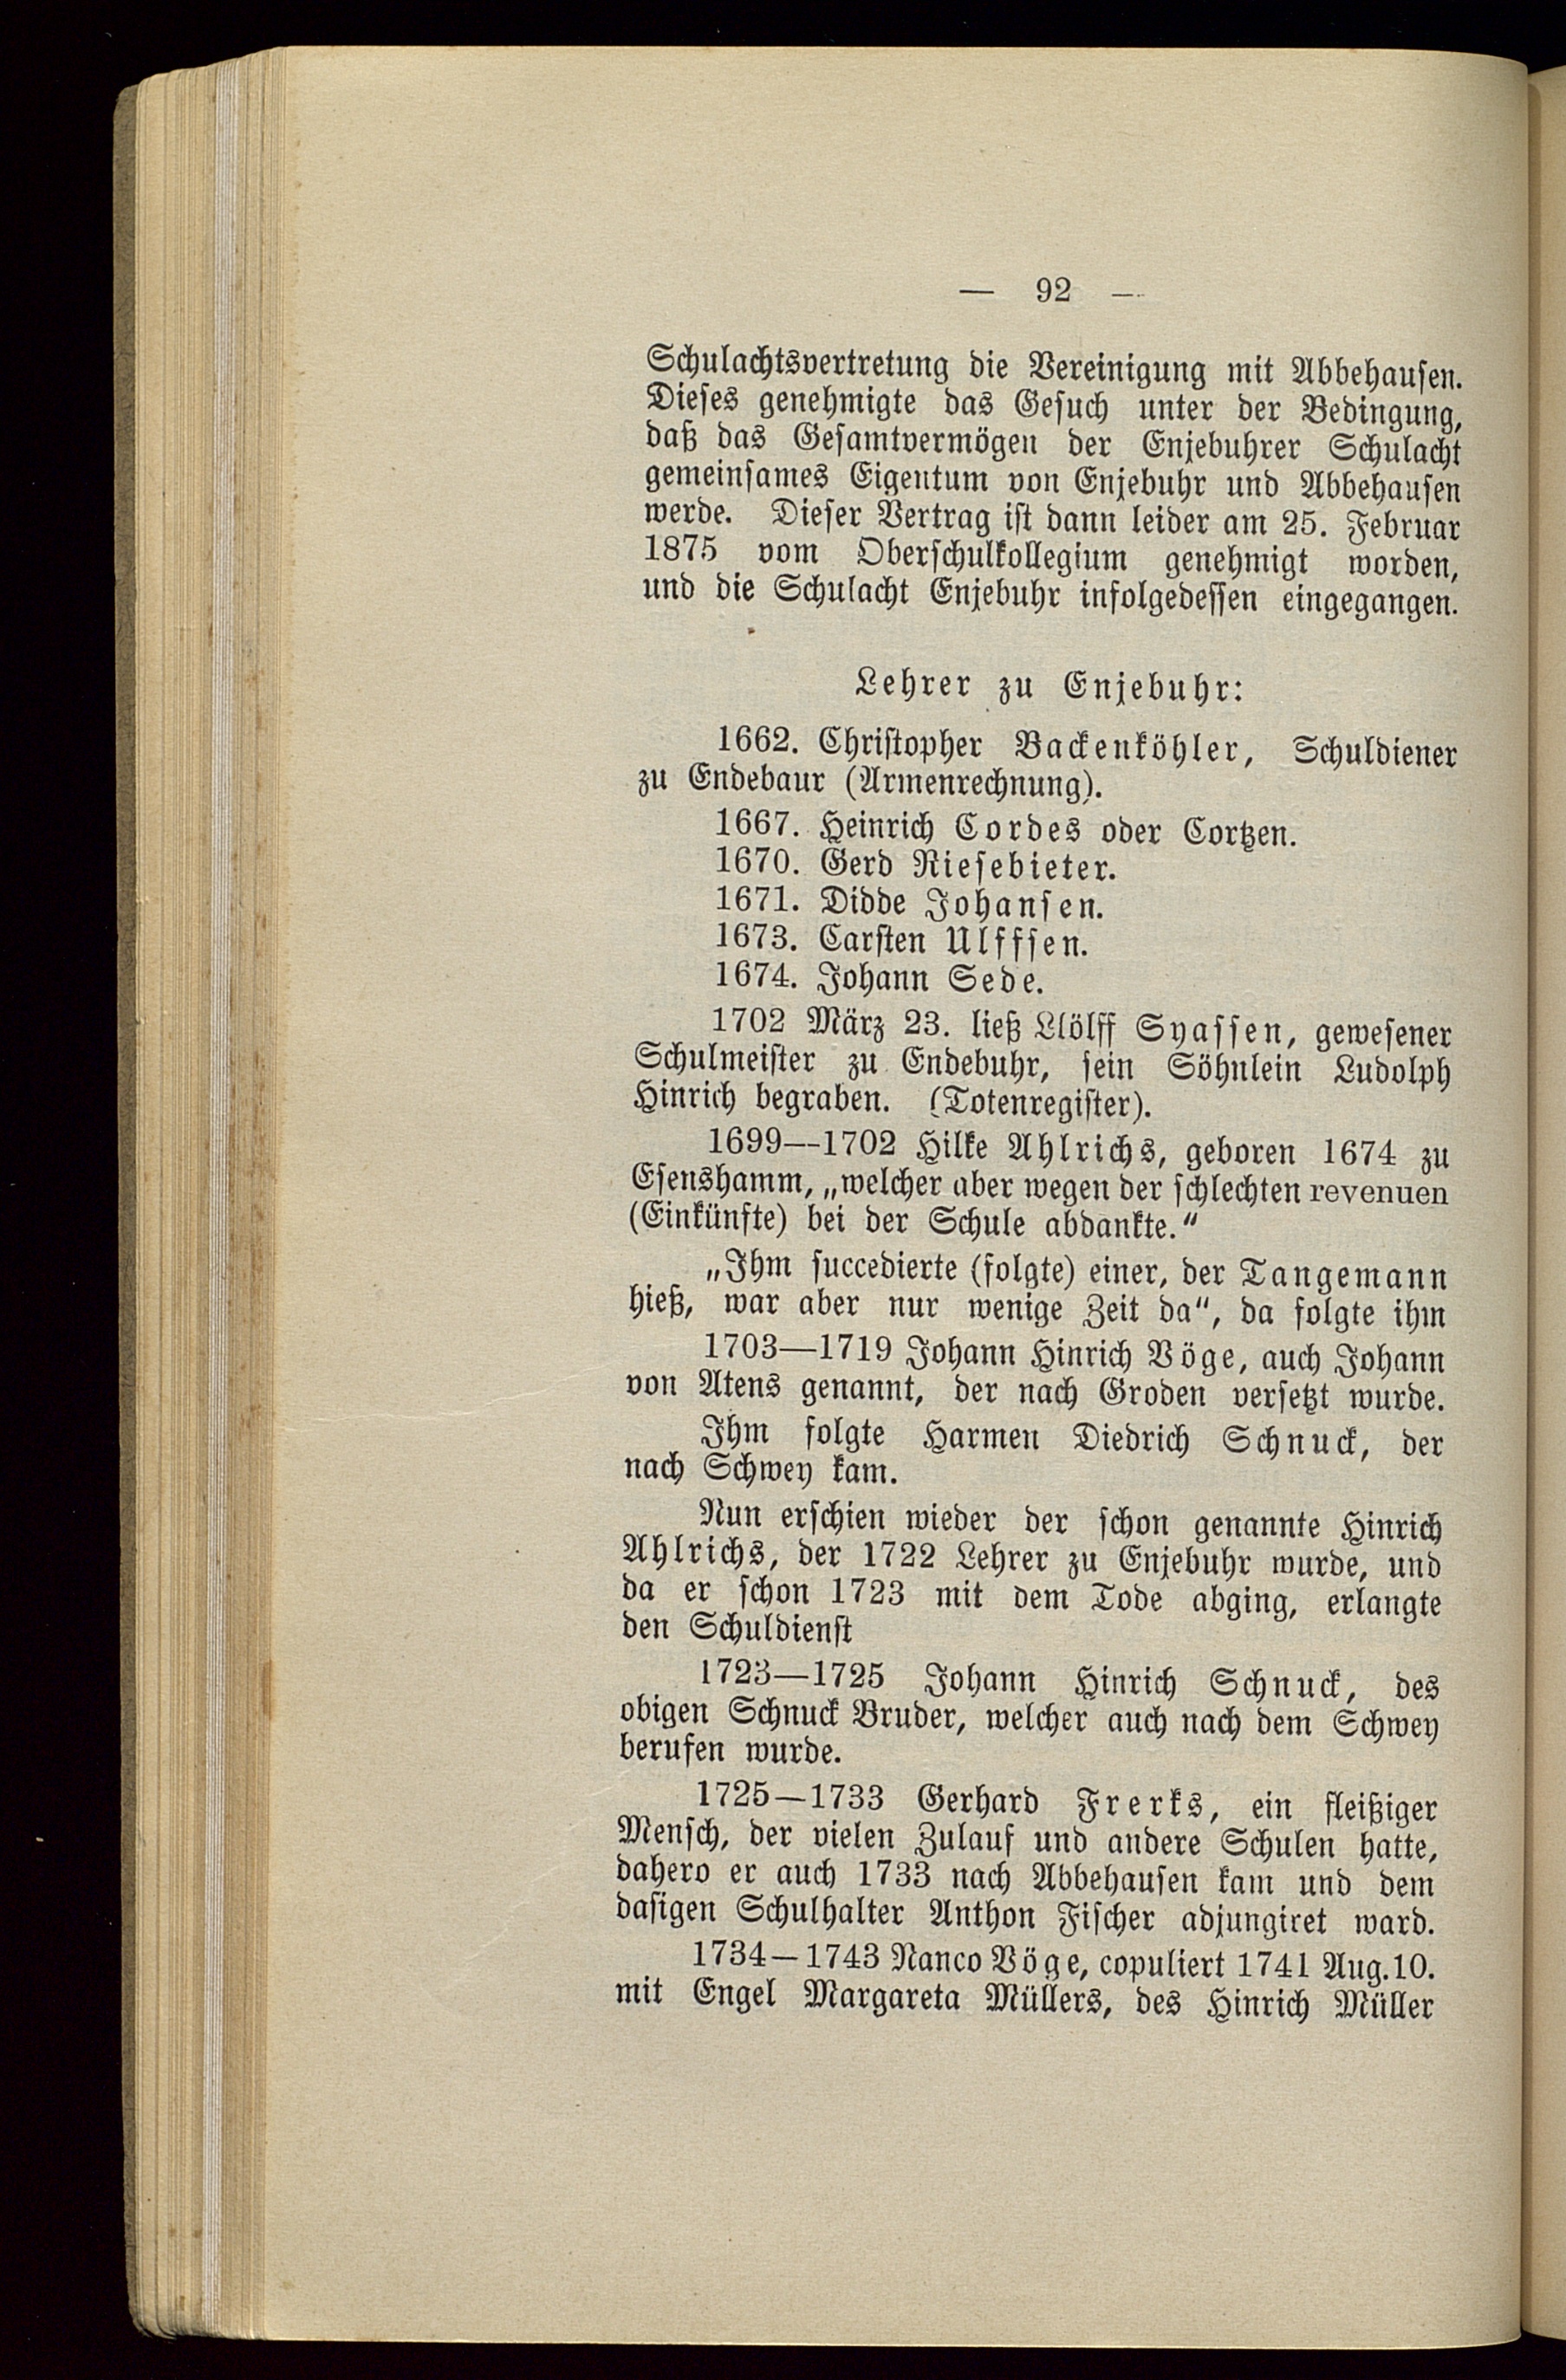 — 92 —
Schulachtsvertretung die Vereinigung mit Abbehausen.
Dieses genehmigte das Gesuch unter der Bedingung,
daß das Gesamtvermögen der Enjebuhrer Schulacht
gemeinsames Eigentum von Enjebuhr und Abbehausen
werde. Dieser Vertrag ist dann leider am 25. Februar
1875 vom Oberschulkollegium genehmigt worden,
und die Schulacht Enjebuhr infolgedessen eingegangen.
Lehrer zu Enjebuhr:
1662. Christopher Backenköhler, Schuldiener
zu Endebaur (Armenrechnung).
1667. Heinrich Cordes oder Cortzen.
1670. Gerd Riesebieter.
1671. Didde Johansen.
1673. Carsten Ulfffsen.
1674. Johann Sede.
1702 März 23. ließ Llölff Syassen, gewesener
Schulmeister zu Endebuhr, sein Söhnlein Ludolph
Hinrich begraben. (Totenregister).
1699—1702 Hilke Ahlrichs, geboren 1674 zu
Esenshamm, „welcher aber wegen der schlechten revenuen
(Einkünfte) bei der Schule abdankte."
„Ihm succedierte (folgte) einer, der Tangemann
hieß, war aber nur wenige Zeit da", da folgte ihm
1703—1719 Johann Hinrich Vöge, auch Johann
von Atens genannt, der nach Groden versetzt wurde.
Ihm folgte Harmen Diedrich Schnuck, der
nach Schwey kam.
Nun erschien wieder der schon genannte Hinrich
Ahlrichs, der 1722 Lehrer zu Enjebuhr wurde, und
da er schon 1723 mit dem Tode abging, erlangte
den Schuldienst
1723—1725 Johann Hinrich Schnuck, des
obigen Schnuck Bruder, welcher auch nach dem Schwey
berufen wurde.
1725—1733 Gerhard Frerks, ein fleißiger
Mensch, der vielen Zulauf und andere Schulen hatte,
dahero er auch 1733 nach Abbehausen kam und dem
dasigen Schulhalter Anthon Fischer adjungiret ward.
1734—1743 Nanco Vöge, copuliert 1741 Aug. 10.
mit Engel Margareta Müllers, des Hinrich Müller